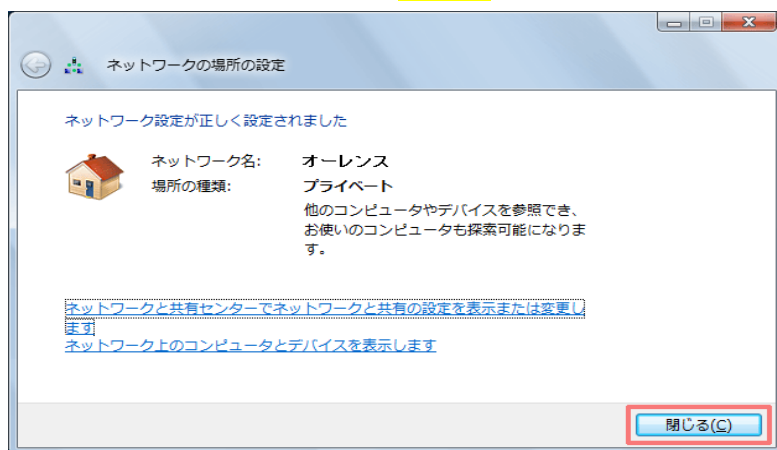 ネットワークの場所の設定
ネットワーク設定が正しく設定されました
ネットワーク名: オーレンス
場所の種類: プライベート
他のコンピュータやデバイスを参照でき、
お使いのコンピュータも探索可能になりま
す。
ネットワークと共有センターでネットワークと共有の設定を表示または変更し
ます
ネットワーク上のコンピュータとデバイスを表示します
閉じる(C)